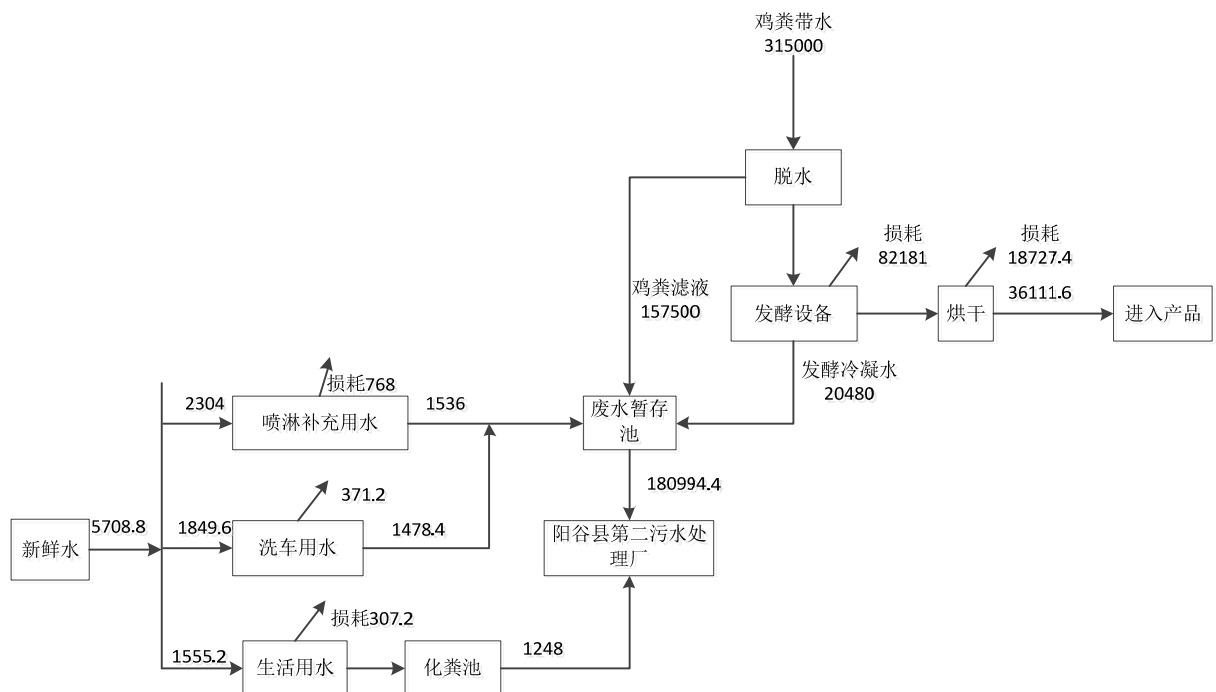 鸡粪带水
315000
脱水
损耗
82181
损耗
18727.4
鸡粪滤液
157500
发酵设备
烘干
36111.6
进入产品
发酵冷凝水
20480
损耗768
2304
喷淋补充用水
1536
废水暂存
池
180994.4
371.2
新鲜水
5708.8
1849.6
洗车用水
1478.4
阳谷县第二污水处
理厂
损耗307.2
1555.2
生活用水
化粪池
1248